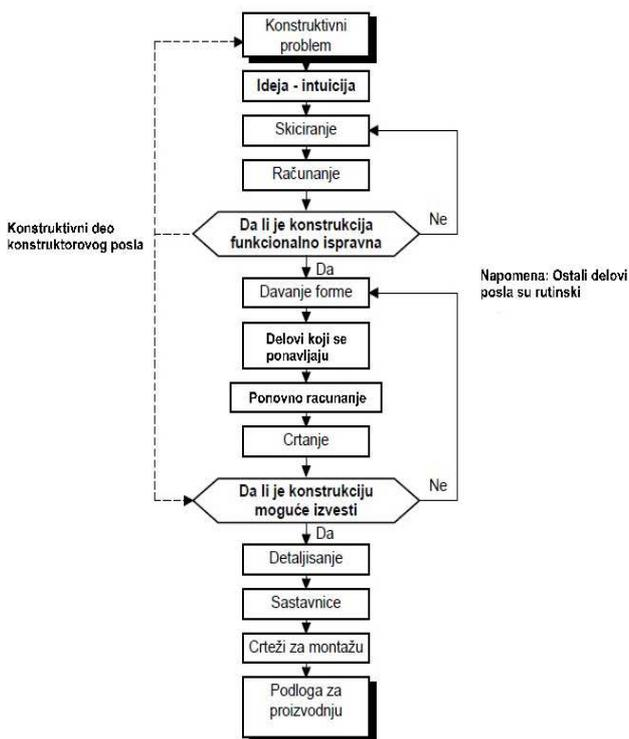 Konstruktivni
problem
Ideja - intuicija
Skiciranje
Računanje
Ne
Konstruktivni deo
konstruktorovog posla
Da li je konstrukcija
funkcionalno ispravna
Da
Napomena: Ostali delovi
posla su rutinski
Davanje forme
Delovi koji se
ponavljaju
Ponovno racunanje
Crtanje
Ne
Da li je konstrukciju
moguće izvesti
Da
Detaljisanje
Sastavnice
Crteži za montažu
Podloga za
proizvodnju